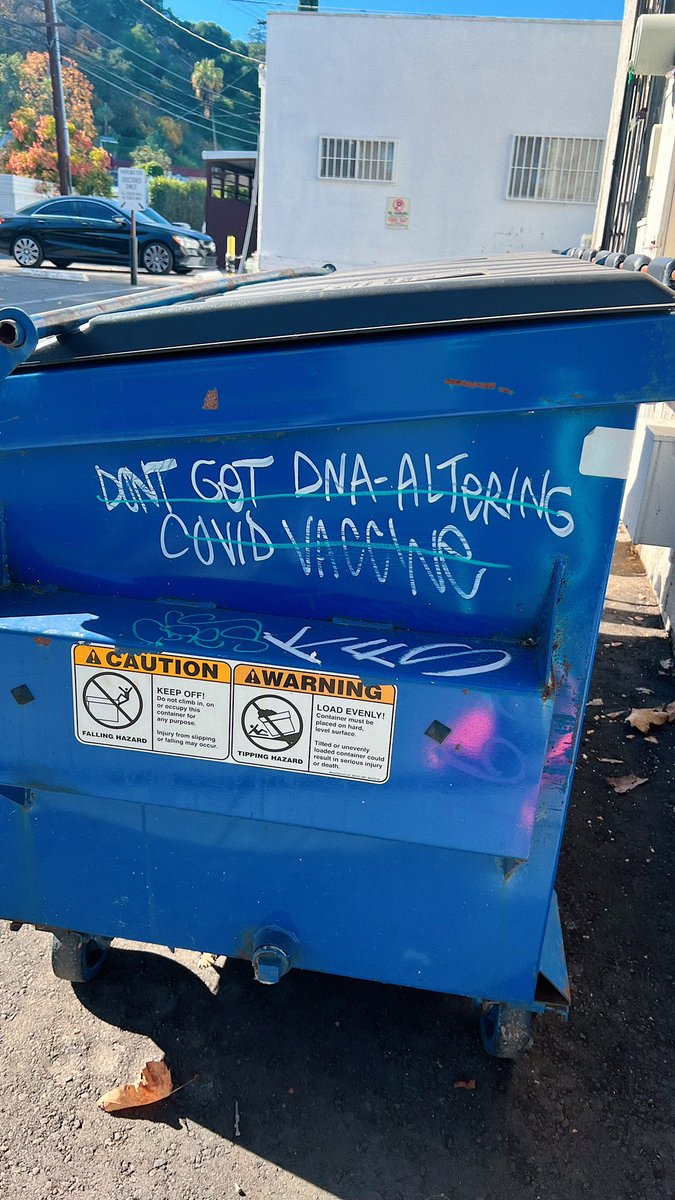 DOCTORS
ONLY
DONT GOT DNA-ALTERING
COVID VACCINE
CAUTION
KEEP OFF!
Do not climb in, on
or occupy this
container for
any purpose.
Injury from slipping
or falling may occur.
FALLING HAZARD
WARNING
LOAD EVENLY!
Container must be
placed on hard,
level surface.
Tilted or unevenly
loaded container could
result in serious injury
or death.
TIPPING HAZARD